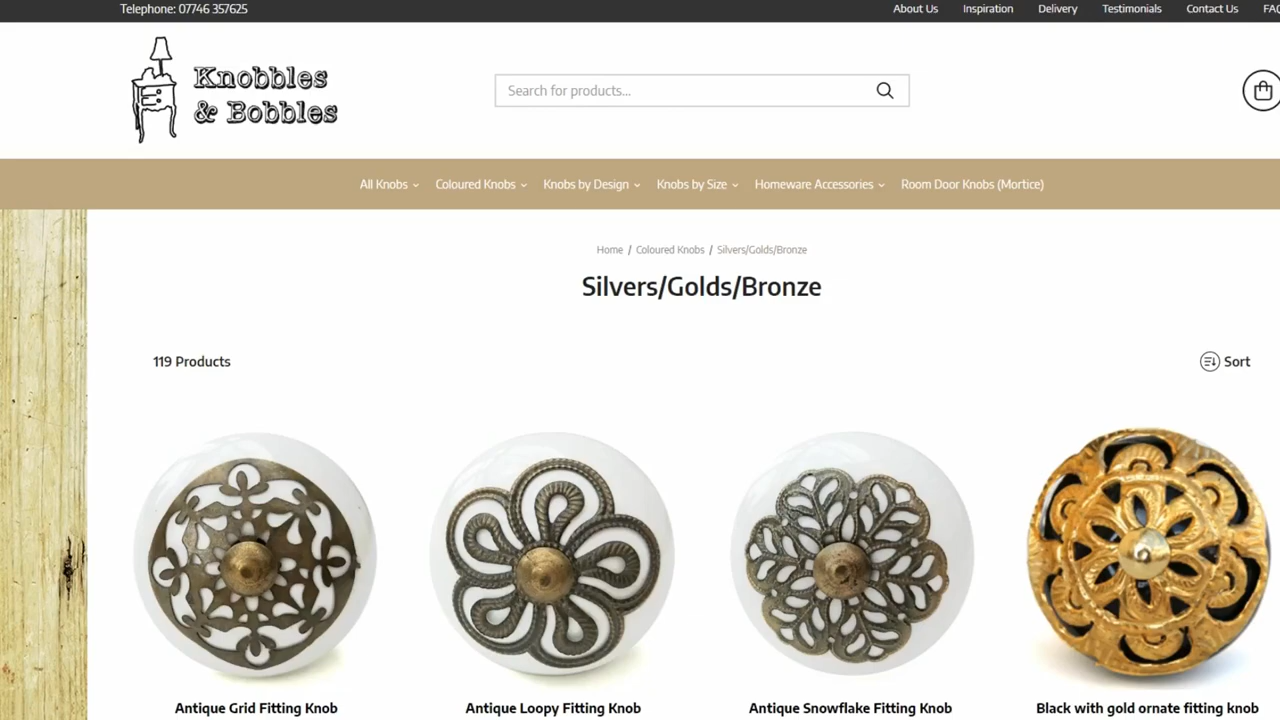 Telephone: 07746 357625
About Us Inspiration Delivery Testimonials Contact Us FAQ
Knobbles
& Bobbles
Search for products...
All Knobs Coloured Knobs Knobs by Design Knobs by Size Homeware Accessories Room Door Knobs (Mortice)
Home / Coloured Knobs / Silvers/Golds/Bronze
Silvers/Golds/Bronze
119 Products
Sort
Antique Grid Fitting Knob
Antique Loopy Fitting Knob
Antique Snowflake Fitting Knob
Black with gold ornate fitting knob